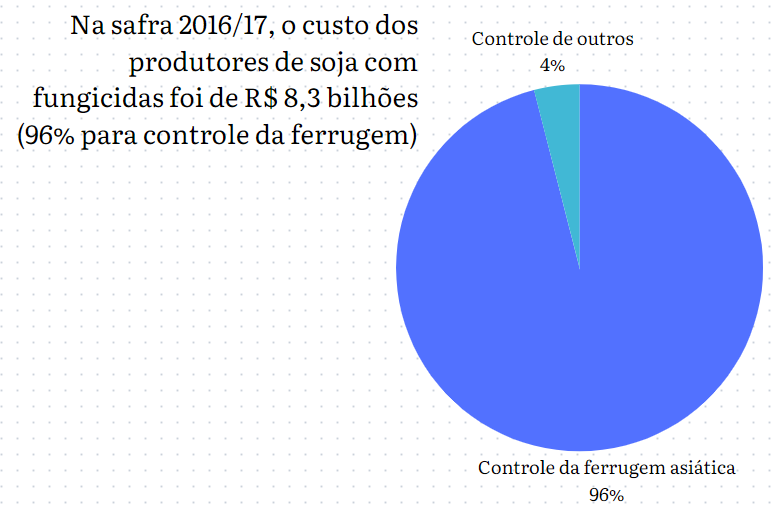 Na safra 2016/17, o custo dos
produtores de soja com
fungicidas foi de R$ 8,3 bilhões
(96% para controle da ferrugem)
Controle de outros
4%
Controle da ferrugem asiática
96%